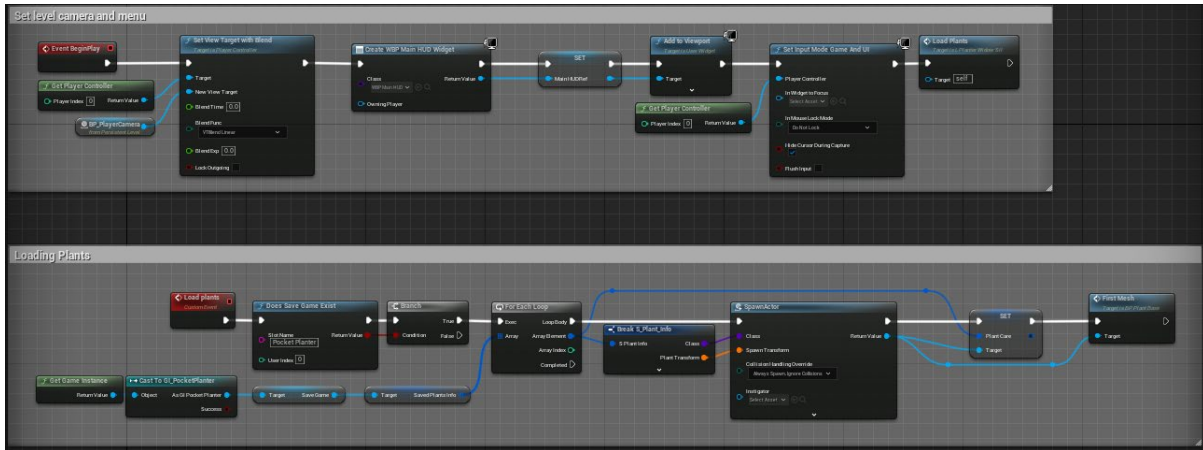 Set level camera and menu
Event BeginPlay
Get Player Controller
Player Index 0 Return Value
BP_PlayerCamera
from Persistent Level
Set View Target with Blend
Target is Player Controller
Target
New View Target
Blend Time 0.0
Blend Func
VTBlend Linear
Blend Exp 0.0
Lock Outgoing
Create WBP Main HUD Widget
Class Return Value
WBP Main HUD
Owning Player
SET
Main HUDRef
Add to Viewport
Target is User Widget
Target
Get Player Controller
Player Index 0 Return Value
Set Input Mode Game And UI
Player Controller
In Widget to Focus
Select Asset
In Mouse Lock Mode
Do Not Lock
Hide Cursor During Capture
Flush Input
Load Plants
Target self
Loading Plants
Load plants
Custom Event
Does Save Game Exist
Slot Name Return Value
Pocket Planter
User Index 0
Branch
True
Condition False
For Each Loop
Exec Loop Body
Array Array Element
Array Index
Completed
Break S_Plant_Info
S Plant Info Class
Plant Transform
SpawnActor
Class Return Value
Spawn Transform
Collision Handling Override
Always Spawn, Ignore Collisions
Instigator
Select Asset
SET
Plant Core
Target
First Mesh
Target is BP Plant Base
Target
Get Game Instance
Return Value
Cast To GI_PocketPlanter
Object As GI Pocket Planter
Success
Target Save Game
Target Saved Plants Info